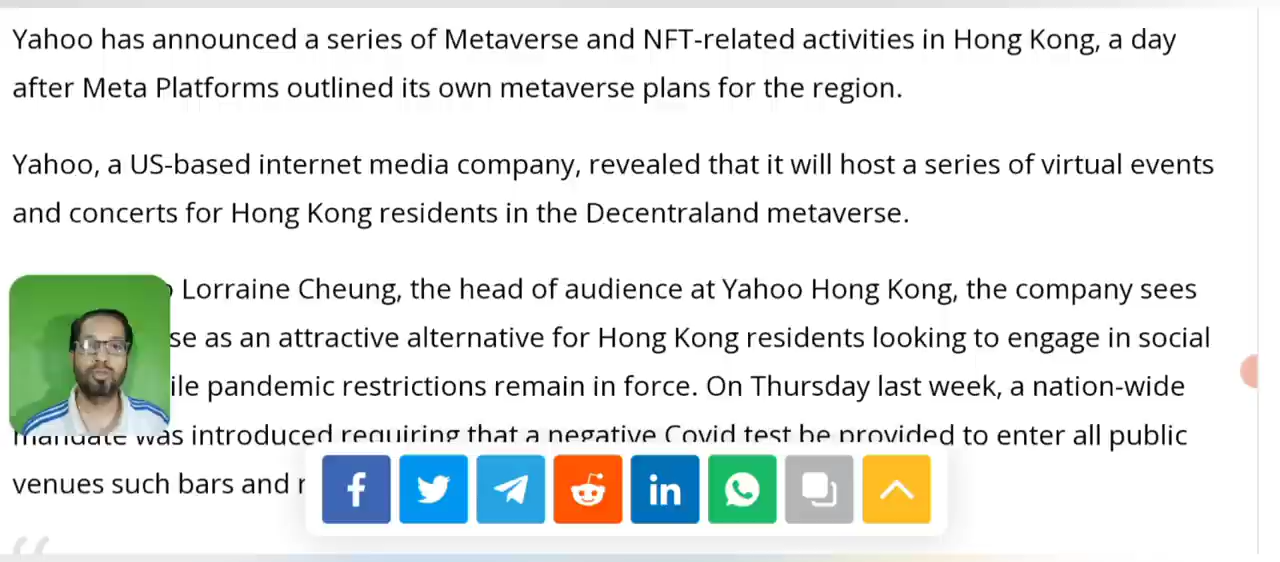 Yahoo has announced a series of Metaverse and NFT-related activities in Hong Kong, a day
after Meta Platforms outlined its own metaverse plans for the region.
Yahoo, a US-based internet media company, revealed that it will host a series of virtual events
and concerts for Hong Kong residents in the Decentraland metaverse.
Lorraine Cheung, the head of audience at Yahoo Hong Kong, the company sees
se as an attractive alternative for Hong Kong residents looking to engage in social
ile pandemic restrictions remain in force. On Thursday last week, a nation-wide
mandate was introduced requiring that a negative Covid test be provided to enter all public
venues such bars and